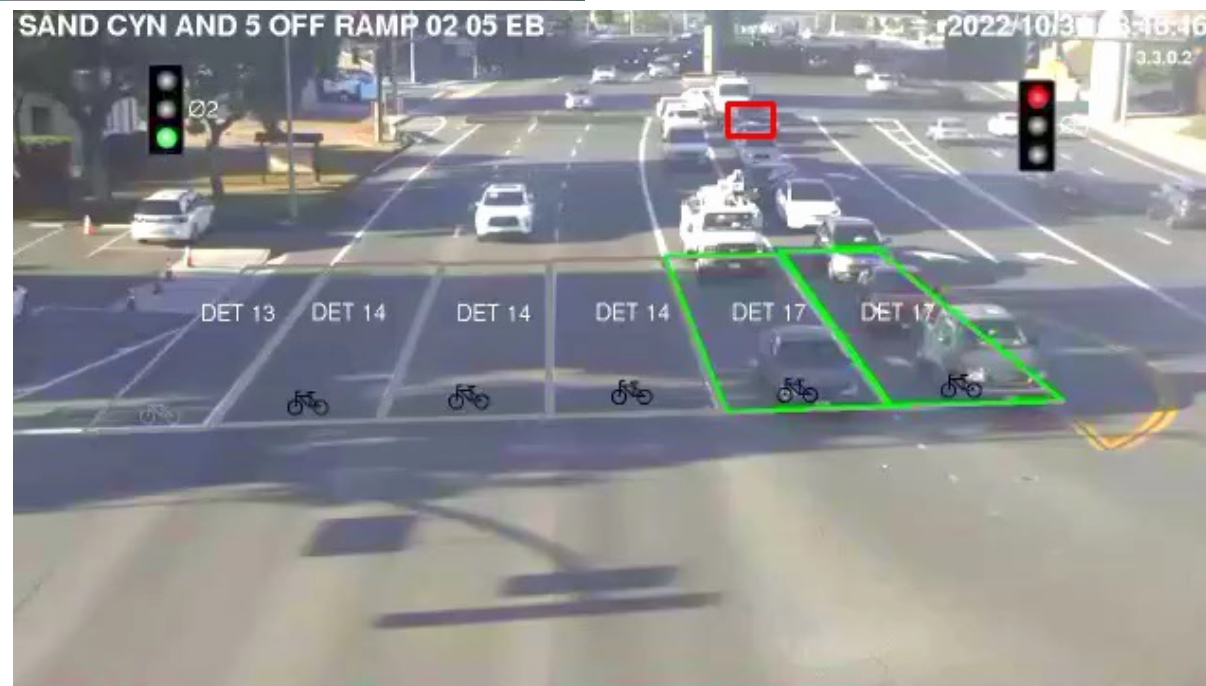 SAND CYN AND 5 OFF RAMP 02 05 EB
2022/10/3
3.3.0.2
Ø2
DET 13
DET 14
DET 14
DET 14
DET 17
DET 17